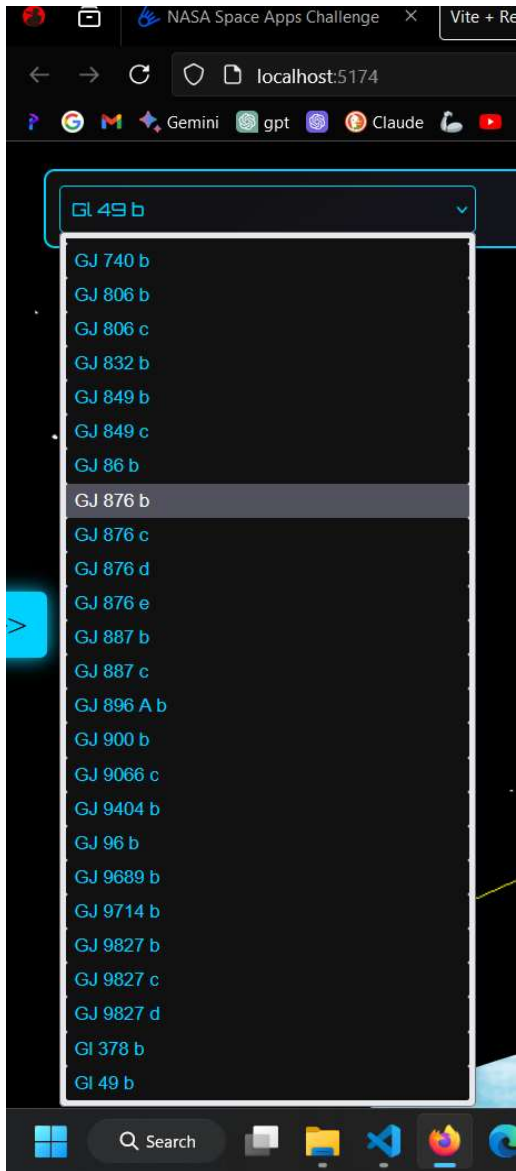 NASA Space Apps Challenge
Vite + Re
localhost:5174
Gemini
gpt
Claude
Gl 49 b
GJ 740 b
GJ 806 b
GJ 806 c
GJ 832 b
GJ 849 b
GJ 849 c
GJ 86 b
GJ 876 b
GJ 876 c
GJ 876 d
GJ 876 e
GJ 887 b
GJ 887 c
GJ 896 A b
GJ 900 b
GJ 9066 c
GJ 9404 b
GJ 96 b
GJ 9689 b
GJ 9714 b
GJ 9827 b
GJ 9827 c
GJ 9827 d
Gl 378 b
Gl 49 b
Search